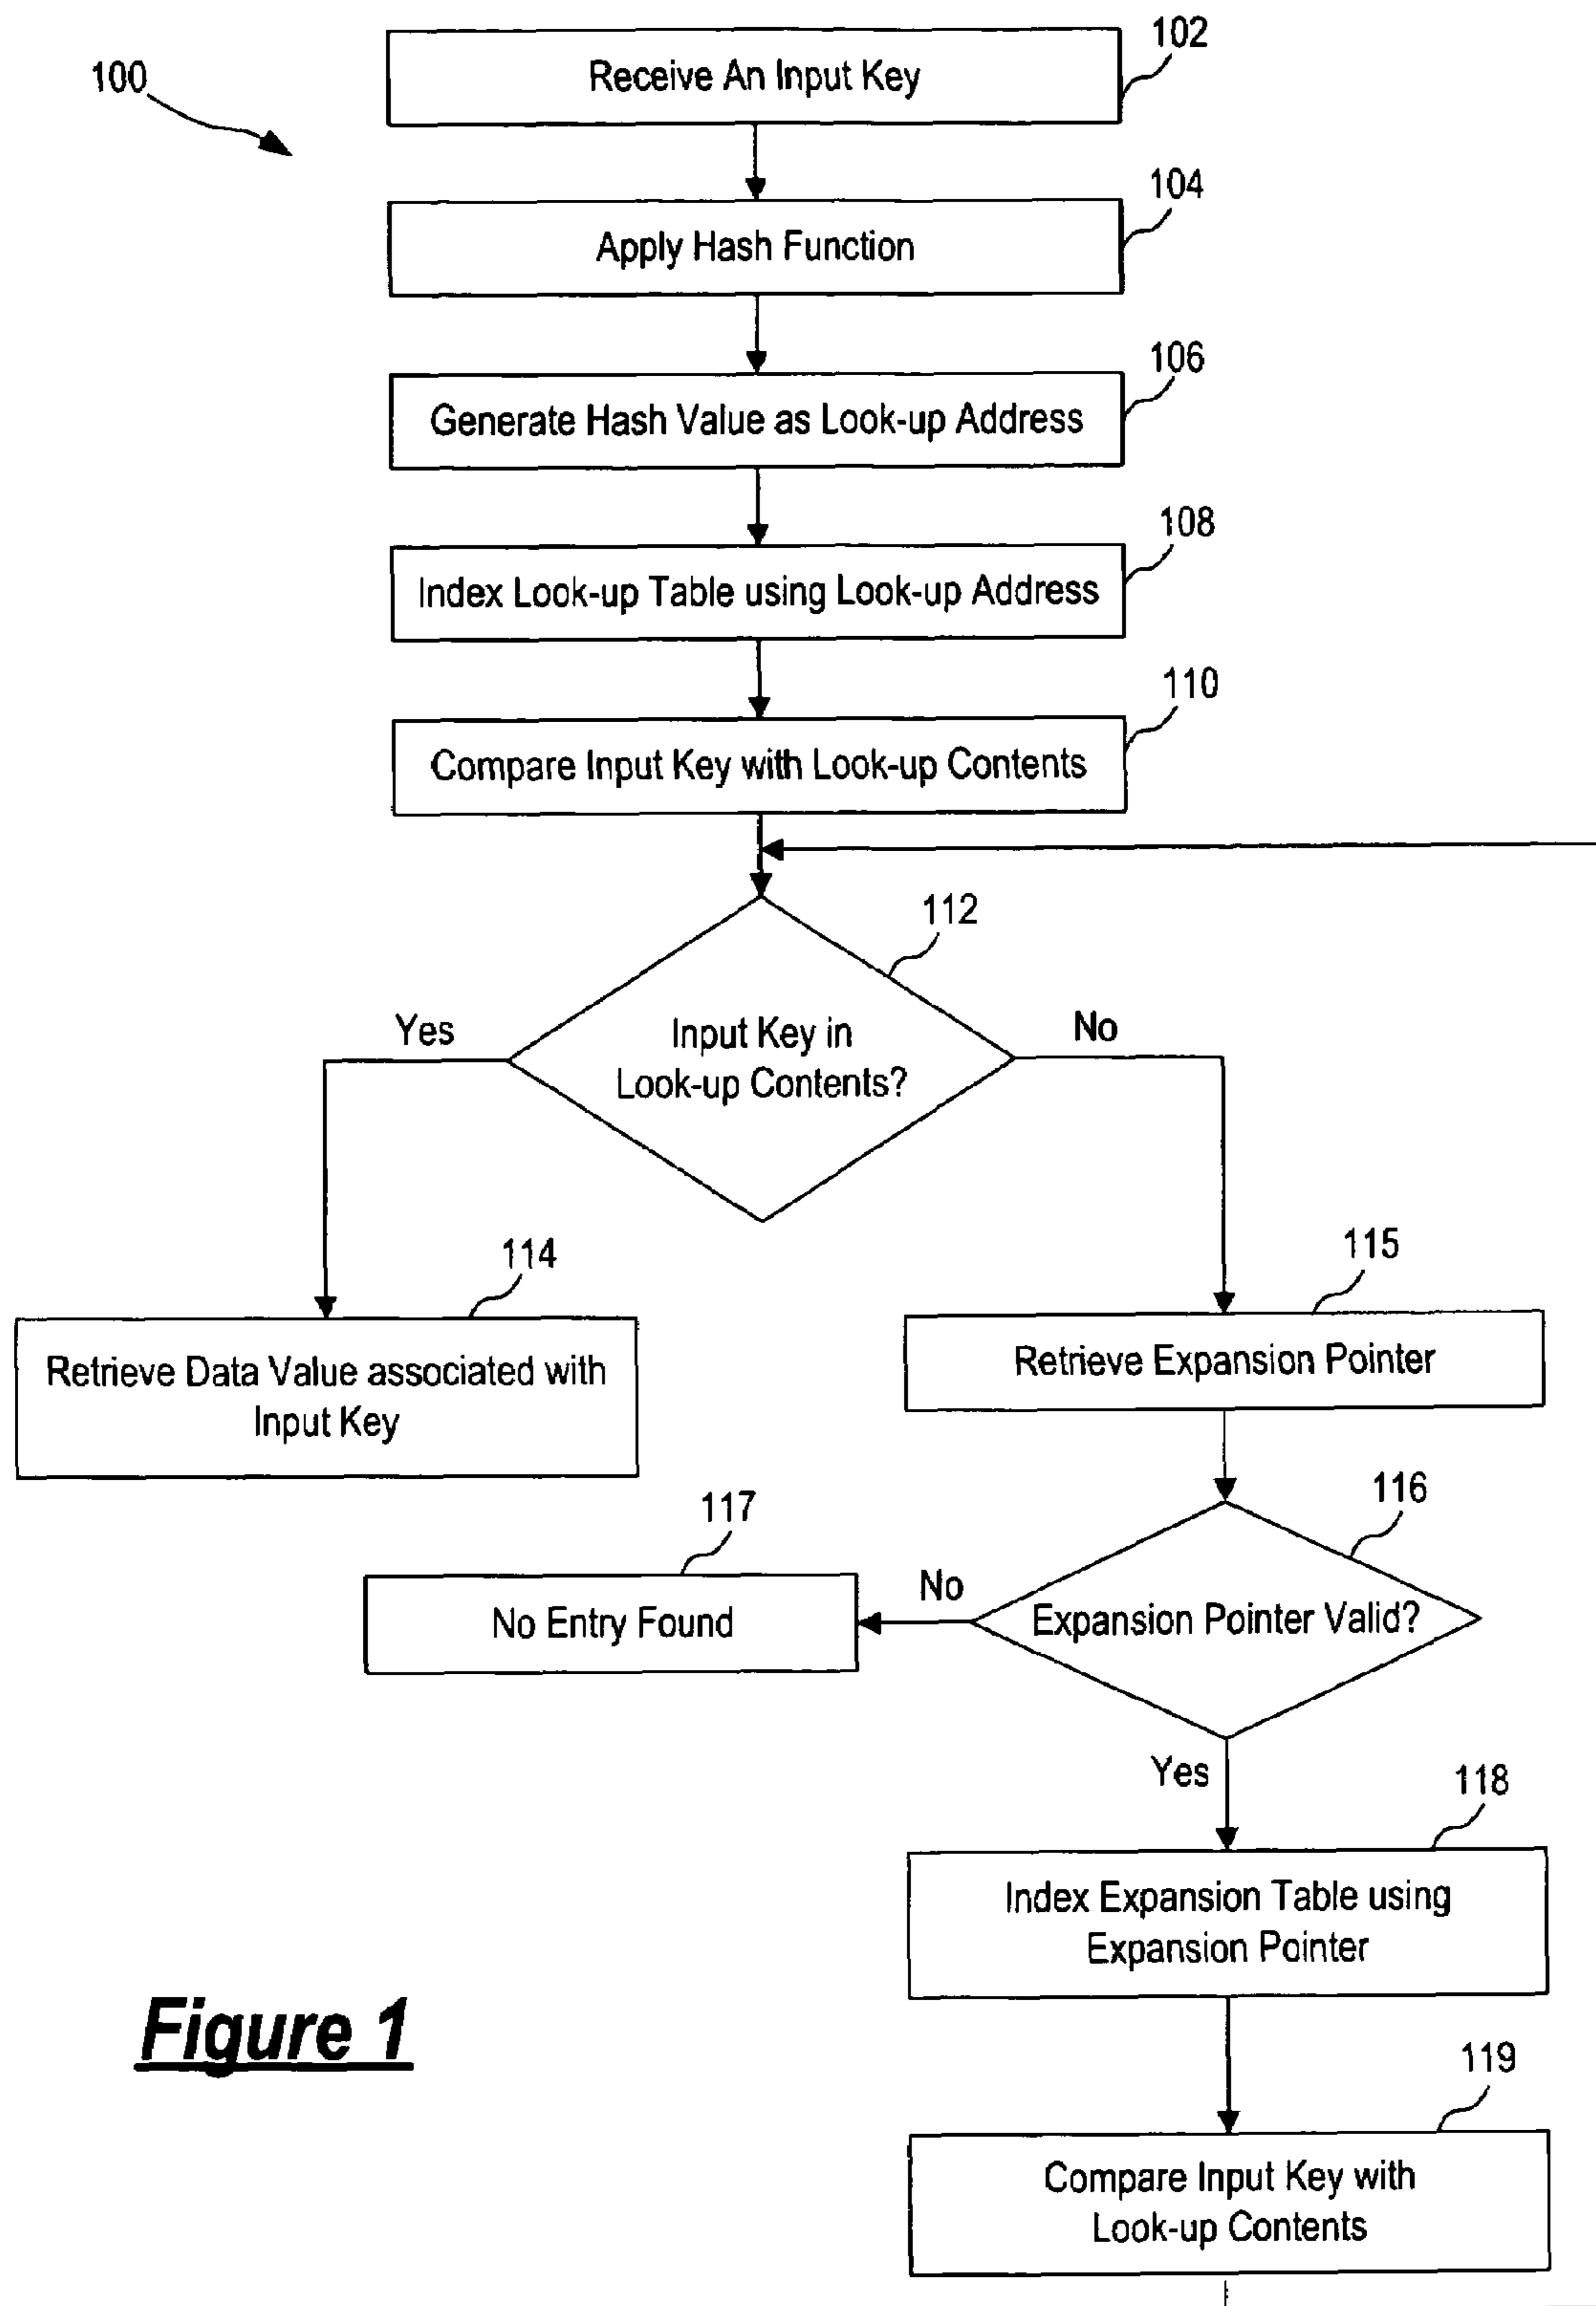 102
100
Receive An Input Key
104
Apply Hash Function
106
Generate Hash Value as Look-up Address
108
Index Look-up Table using Look-up Address
110
Compare Input Key with Look-up Contents
112
Yes
No
Input Key in
Look-up Contents?
114
115
Retrieve Data Value associated with
Input Key
Retrieve Expansion Pointer
116
117
No
No Entry Found
Expansion Pointer Valid?
Yes
118
Index Expansion Table using
Expansion Pointer
Figure 1
119
Compare Input Key with
Look-up Contents